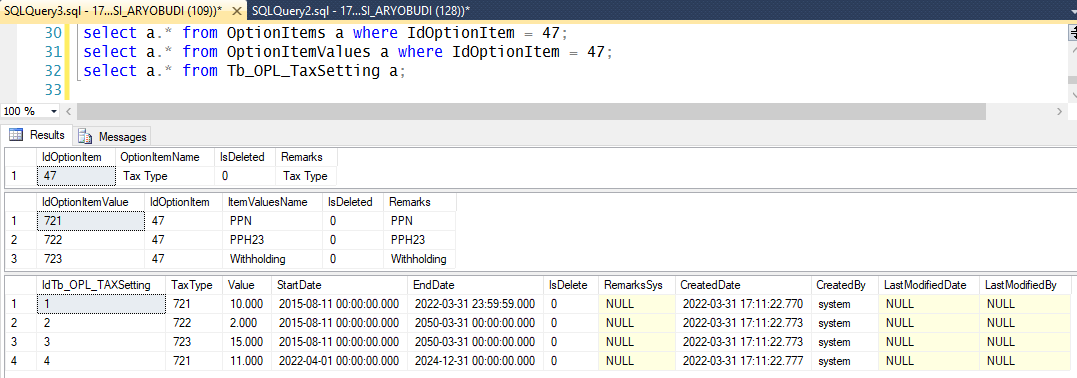 SQLQuery3.sql - 17...SI_ARYOBUDI (109))* SQLQuery2.sql - 17...SI_ARYOBUDI (128))*
30 select a.* from OptionItems a where IdOptionItem = 47;
31 select a.* from OptionItemValues a where IdOptionItem = 47;
32 select a.* from Tb_OPL_TaxSetting a;
33
100 %
Results Messages
IdOptionItem OptionItemName IsDeleted Remarks
1 47 Tax Type 0 Tax Type
IdOptionItemValue IdOptionItem ItemValuesName IsDeleted Remarks
1 721 47 PPN 0 PPN
2 722 47 PPH23 0 PPH23
3 723 47 Withholding 0 Withholding
IdTb_OPL_TAXSetting TaxType Value StartDate EndDate IsDelete RemarksSys CreatedDate CreatedBy LastModifiedDate LastModifiedBy
1 1 721 10.000 2015-08-11 00:00:00.000 2022-03-31 23:59:59.000 0 NULL 2022-03-31 17:11:22.770 system NULL NULL
2 2 722 2.000 2015-08-11 00:00:00.000 2050-03-31 00:00:00.000 0 NULL 2022-03-31 17:11:22.773 system NULL NULL
3 3 723 15.000 2015-08-11 00:00:00.000 2050-03-31 00:00:00.000 0 NULL 2022-03-31 17:11:22.773 system NULL NULL
4 4 721 11.000 2022-04-01 00:00:00.000 2024-12-31 00:00:00.000 0 NULL 2022-03-31 17:11:22.777 system NULL NULL